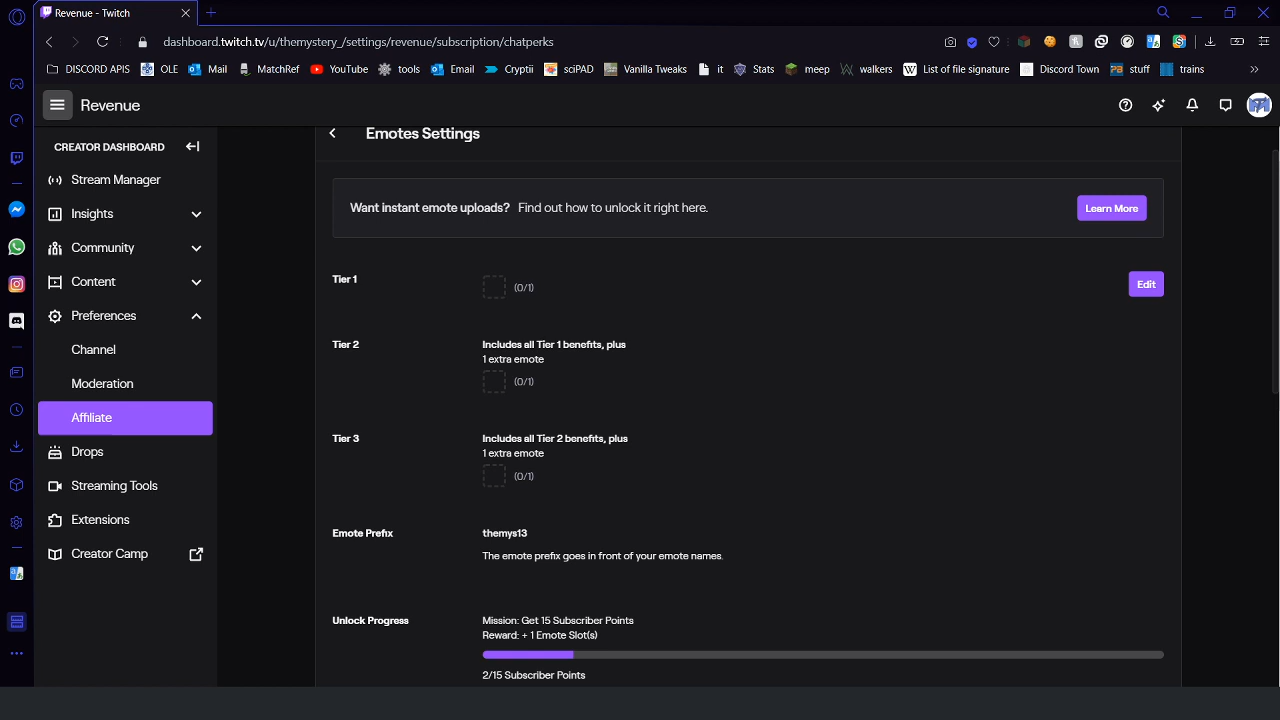 Revenue - Twitch
dashboard.twitch.tv/u/themystery_/settings/revenue/subscription/chatperks
DISCORD APIS OLE Mail MatchRef YouTube tools Email Cryptii sciPAD Vanilla Tweaks it Stats meep walkers List of file signature Discord Town stuff trains
Revenue
CREATOR DASHBOARD
Stream Manager
Insights
Community
Content
Preferences
Channel
Moderation
Affiliate
Drops
Streaming Tools
Extensions
Creator Camp
Emotes Settings
Want instant emote uploads? Find out how to unlock it right here. Learn More
Tier 1 (0/1) Edit
Tier 2 Includes all Tier 1 benefits, plus
1 extra emote
(0/1)
Tier 3 Includes all Tier 2 benefits, plus
1 extra emote
(0/1)
Emote Prefix themys13
The emote prefix goes in front of your emote names.
Unlock Progress Mission: Get 15 Subscriber Points
Reward: + 1 Emote Slot(s)
2/15 Subscriber Points